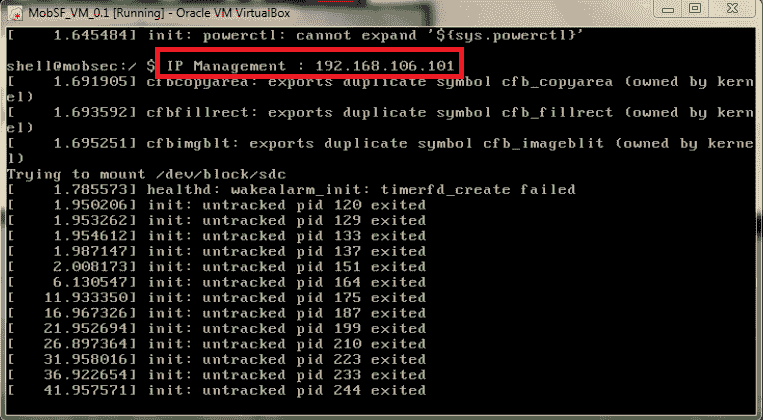 MobSF_VM_0.1 [Running] - Oracle VM VirtualBox
[    1.645484] init: powerctl: cannot expand '${sys.powerctl}'
shell@mobsec:/ $ IP Management : 192.168.106.101
[    1.691905] cfbcopyarea: exports duplicate symbol cfb_copyarea (owned by kern
el)
[    1.693592] cfbfillrect: exports duplicate symbol cfb_fillrect (owned by kern
el)
[    1.695251] cfbimgblt: exports duplicate symbol cfb_imageblit (owned by kerne
l)
Trying to mount /dev/block/sdc
[    1.785573] healthd: wakealarm_init: timerfd_create failed
[    1.950206] init: untracked pid 120 exited
[    1.953262] init: untracked pid 129 exited
[    1.954612] init: untracked pid 133 exited
[    1.987147] init: untracked pid 137 exited
[    2.008173] init: untracked pid 151 exited
[    6.130547] init: untracked pid 164 exited
[   11.933350] init: untracked pid 175 exited
[   16.967326] init: untracked pid 187 exited
[   21.952694] init: untracked pid 199 exited
[   26.897364] init: untracked pid 210 exited
[   31.958016] init: untracked pid 223 exited
[   36.922654] init: untracked pid 233 exited
[   41.957571] init: untracked pid 244 exited